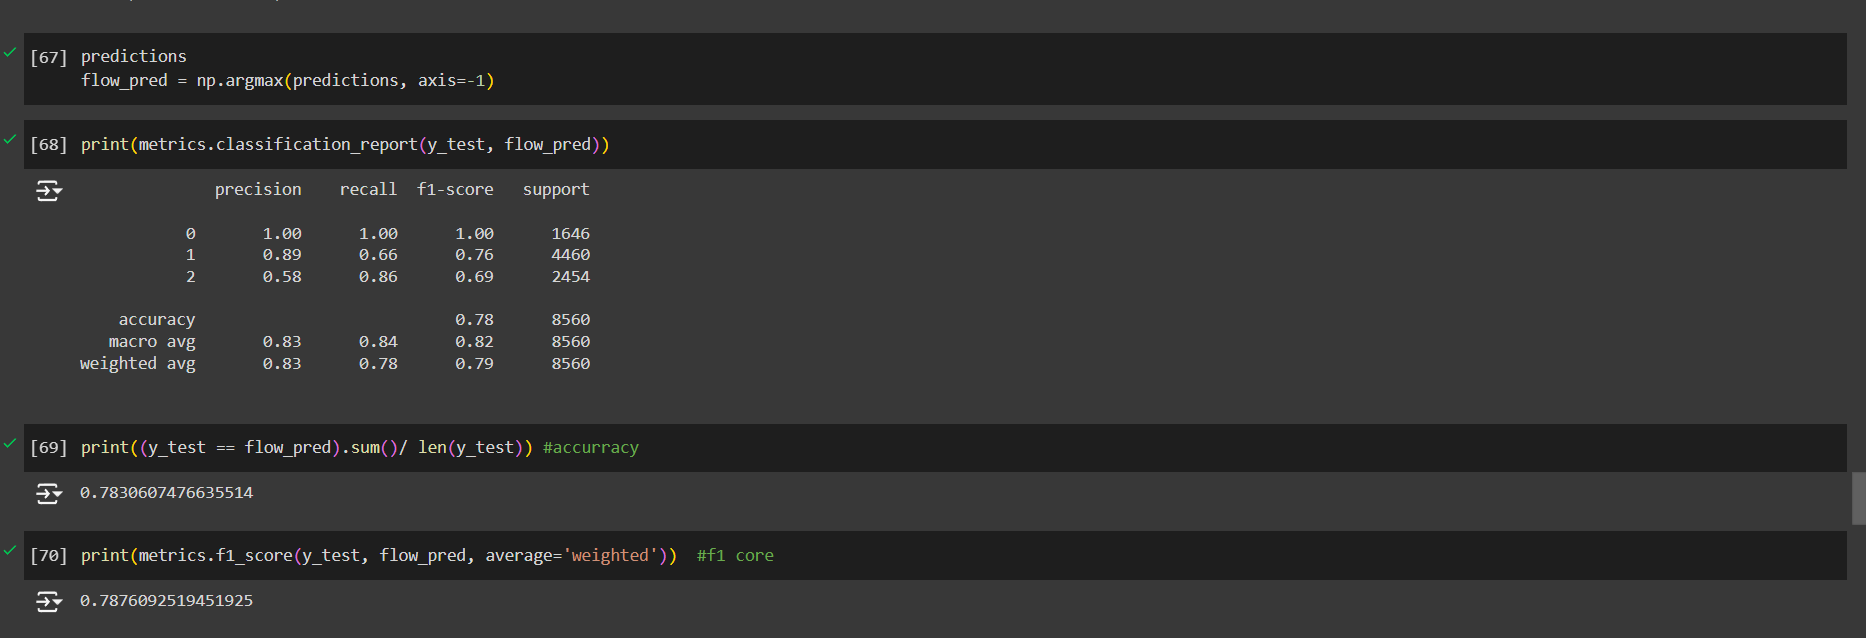 [67] predictions
flow_pred = np.argmax(predictions, axis=-1)
[68] print(metrics.classification_report(y_test, flow_pred))
precision recall f1-score support
0 1.00 1.00 1.00 1646
1 0.89 0.66 0.76 4460
2 0.58 0.86 0.69 2454
accuracy 0.78 8560
macro avg 0.83 0.84 0.82 8560
weighted avg 0.83 0.78 0.79 8560
[69] print((y_test == flow_pred).sum()/ len(y_test)) #accurracy
0.7830607476635514
[70] print(metrics.f1_score(y_test, flow_pred, average='weighted')) #f1 core
0.7876092519451925